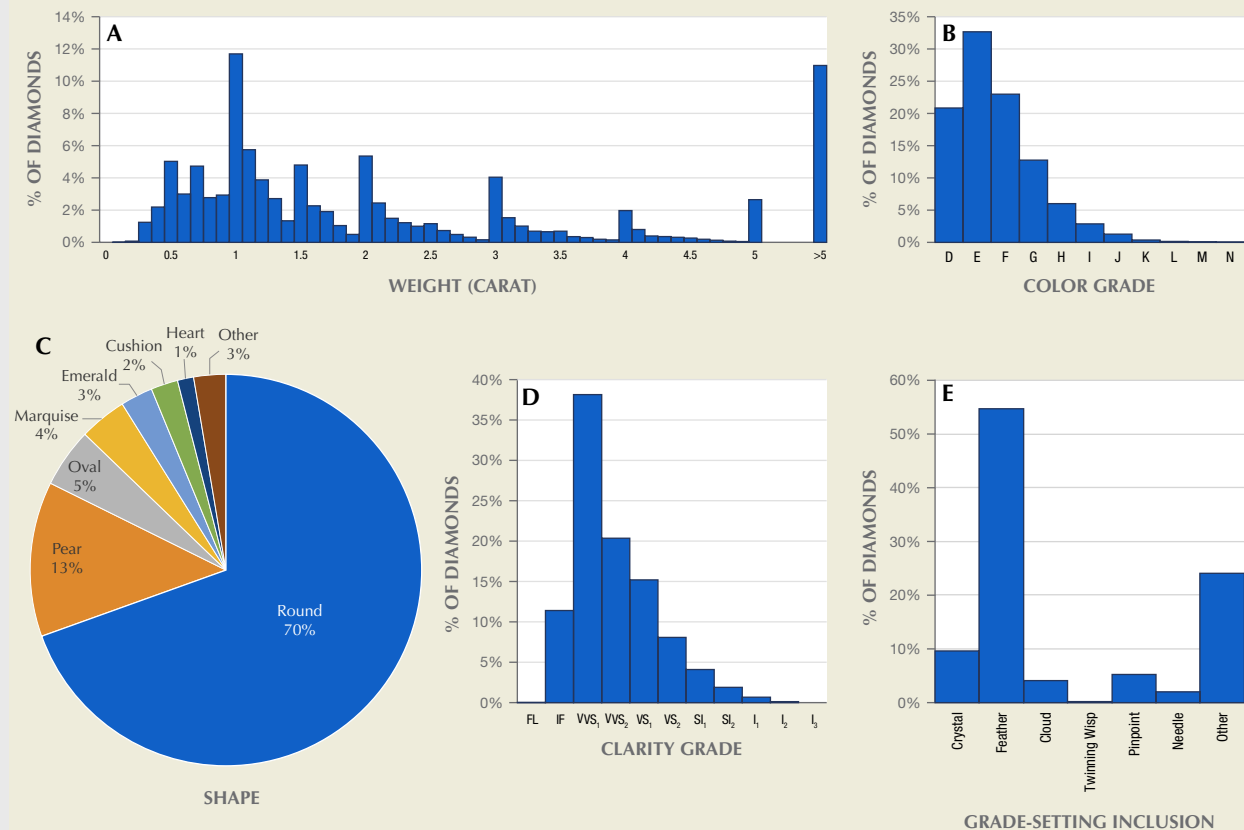 A
14%
12%
10%
8%
6%
4%
2%
0%
% OF DIAMONDS
0 0.5 1 1.5 2 2.5 3 3.5 4 4.5 5 >5
WEIGHT (CARAT)
B
35%
30%
25%
20%
15%
10%
5%
0%
% OF DIAMONDS
D E F G H I J K L M N
COLOR GRADE
C
Heart
1%
Other
3%
Cushion
2%
Emerald
3%
Marquise
4%
Oval
5%
Pear
13%
Round
70%
SHAPE
D
40%
35%
30%
25%
20%
15%
10%
5%
0%
% OF DIAMONDS
FL IF VVS₁ VVS₂ VS₁ VS₂ SI₁ SI₂ I₁ I₂ I₃
CLARITY GRADE
E
60%
50%
40%
30%
20%
10%
0%
% OF DIAMONDS
Crystal
Feather
Cloud
Twinning Wisp
Pinpoint
Needle
Other
GRADE-SETTING INCLUSION